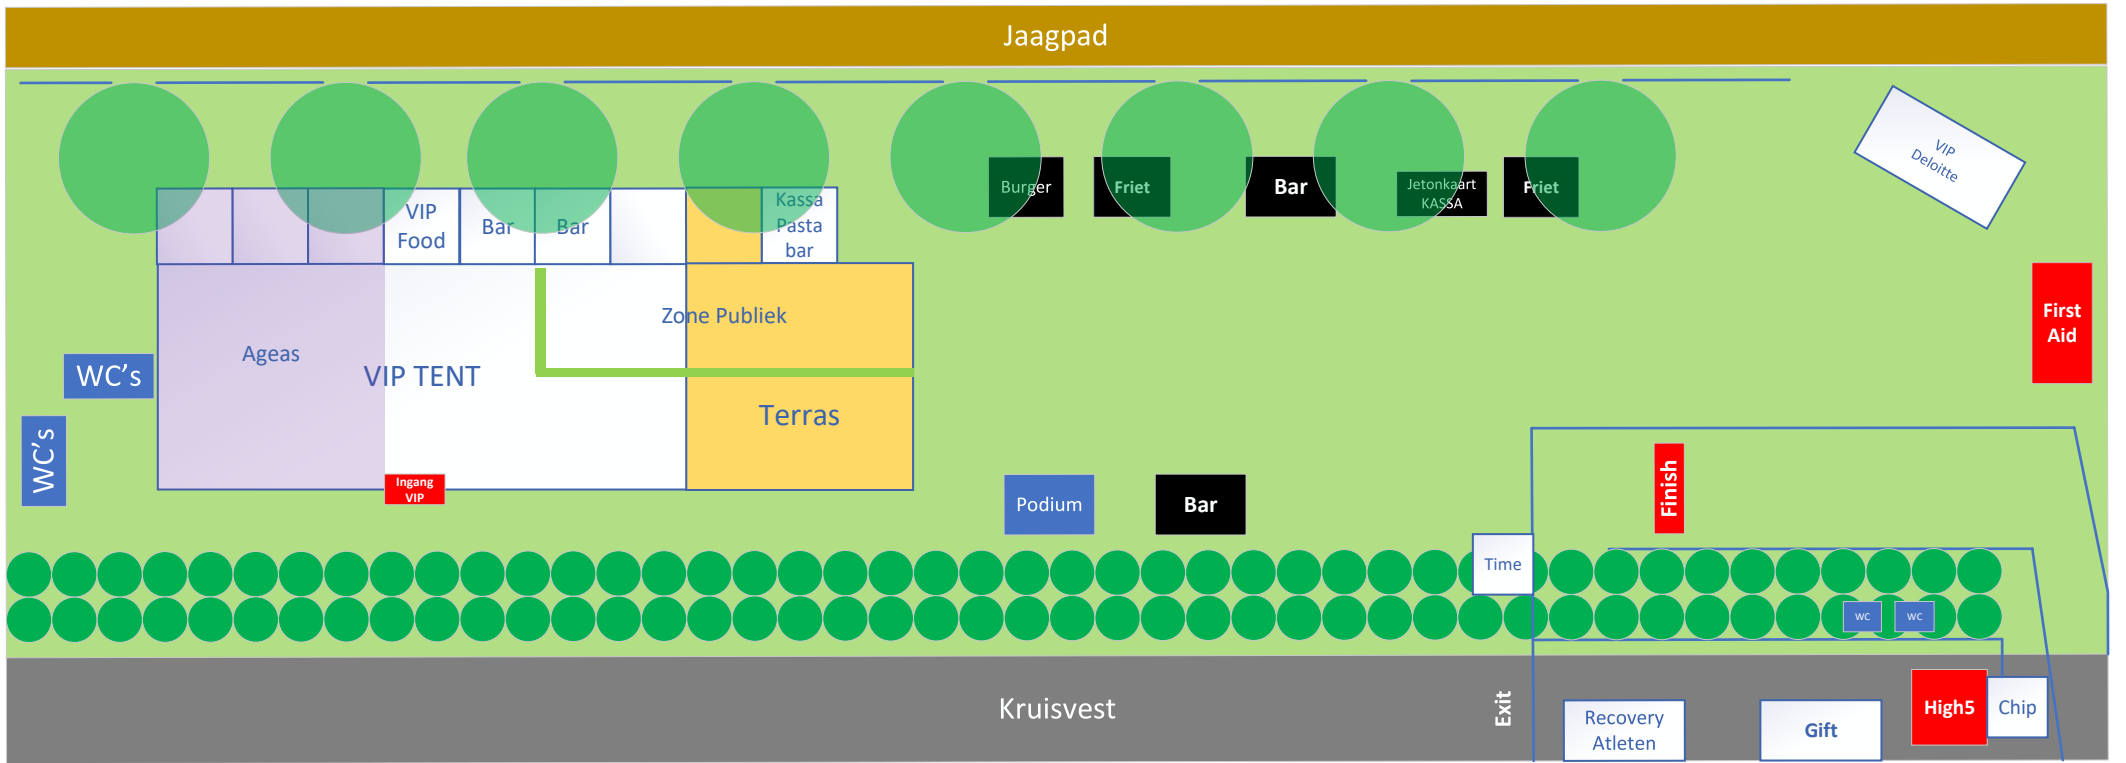 Jaagpad
VIP
Deloitte
Burger
Friet
Bar
Jetonkaart
KASSA
Friet
VIP
Food
Bar
Bar
Kassa
Pasta
bar
First
Aid
Zone Publiek
Ageas
VIP TENT
WC's
Terras
WC's
Ingang
VIP
Podium
Bar
Finish
Time
WC
WC
Kruisvest
Exit
Recovery
Atleten
Gift
High5
Chip